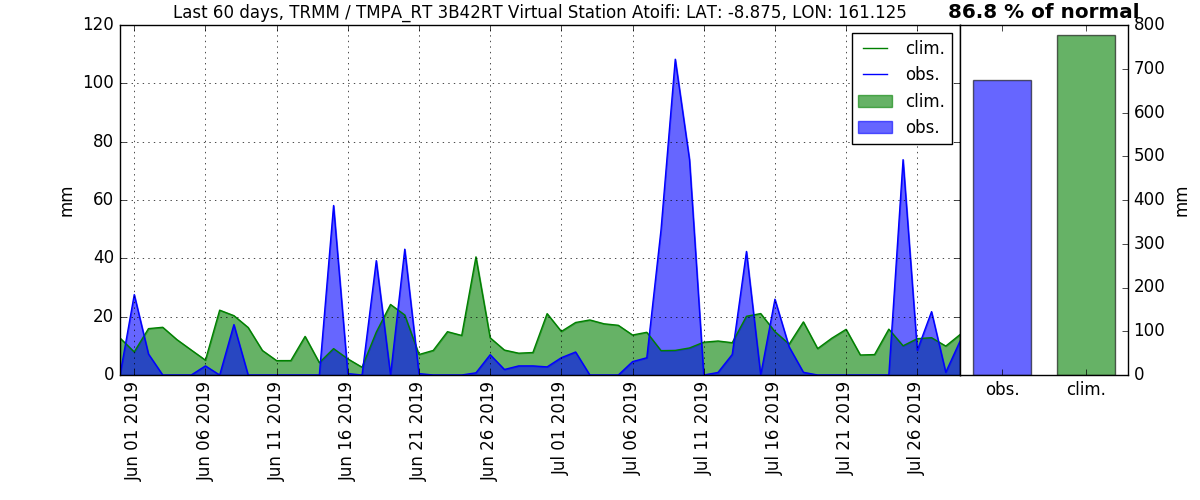 Last 60 days, TRMM / TMPA_RT 3B42RT Virtual Station Atoifi: LAT: -8.875, LON: 161.125
86.8 % of normal
120
100
80
60
40
20
0
mm
clim.
obs.
clim.
obs.
800
700
600
500
400
300
200
100
0
mm
Jun 01 2019
Jun 06 2019
Jun 11 2019
Jun 16 2019
Jun 21 2019
Jun 26 2019
Jul 01 2019
Jul 06 2019
Jul 11 2019
Jul 16 2019
Jul 21 2019
Jul 26 2019
obs.
clim.